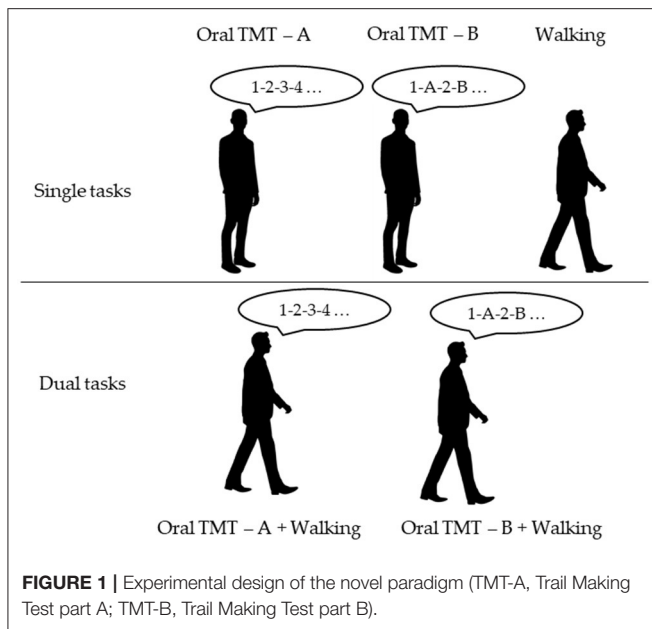 Oral TMT – A Oral TMT – B Walking
1-2-3-4 … 1-A-2-B …
Single tasks
1-2-3-4 … 1-A-2-B …
Dual tasks
Oral TMT – A + Walking Oral TMT – B + Walking
FIGURE 1 | Experimental design of the novel paradigm (TMT-A, Trail Making
Test part A; TMT-B, Trail Making Test part B).